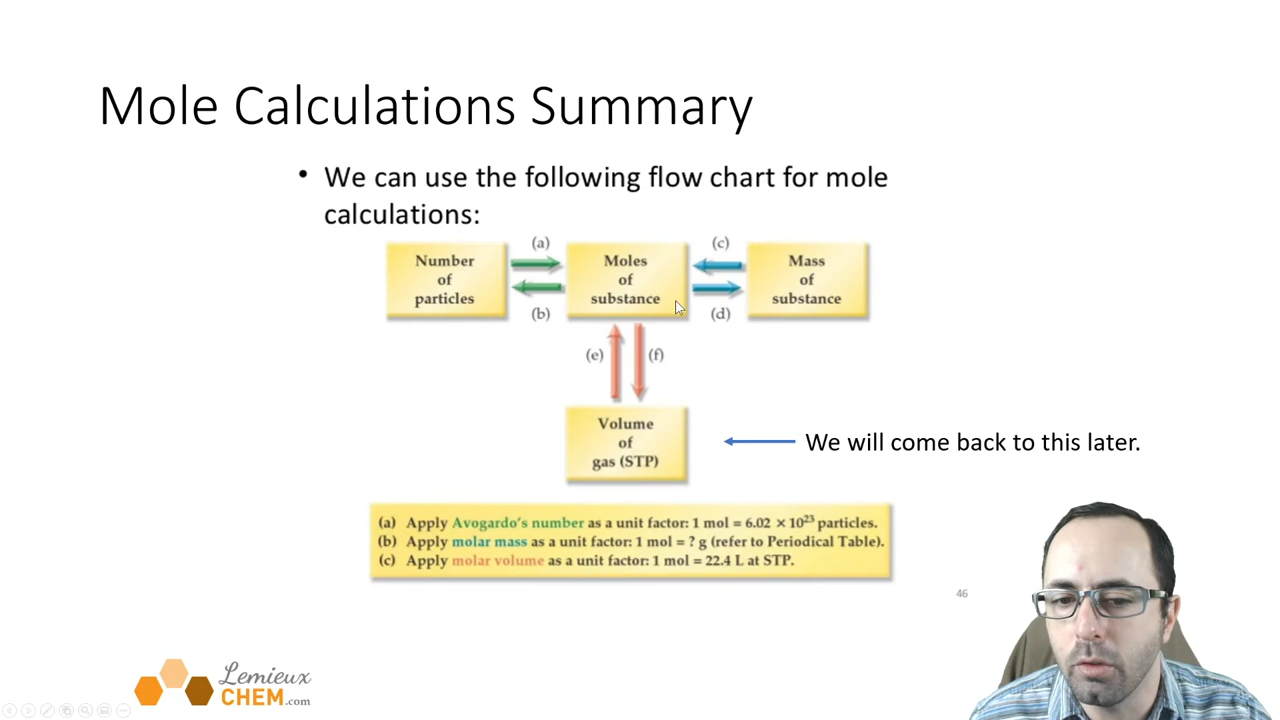 Mole Calculations Summary
• We can use the following flow chart for mole
calculations:
(a)
(c)
Number
of
particles
Moles
of
substance
Mass
of
substance
(b)
(d)
(e)
(f)
Volume
of
gas (STP)
We will come back to this later.
(a) Apply Avogardo's number as a unit factor: 1 mol = 6.02 × 10²³ particles.
(b) Apply molar mass as a unit factor: 1 mol = ? g (refer to Periodical Table).
(c) Apply molar volume as a unit factor: 1 mol = 22.4 L at STP.
46
Lemieux
CHEM.com